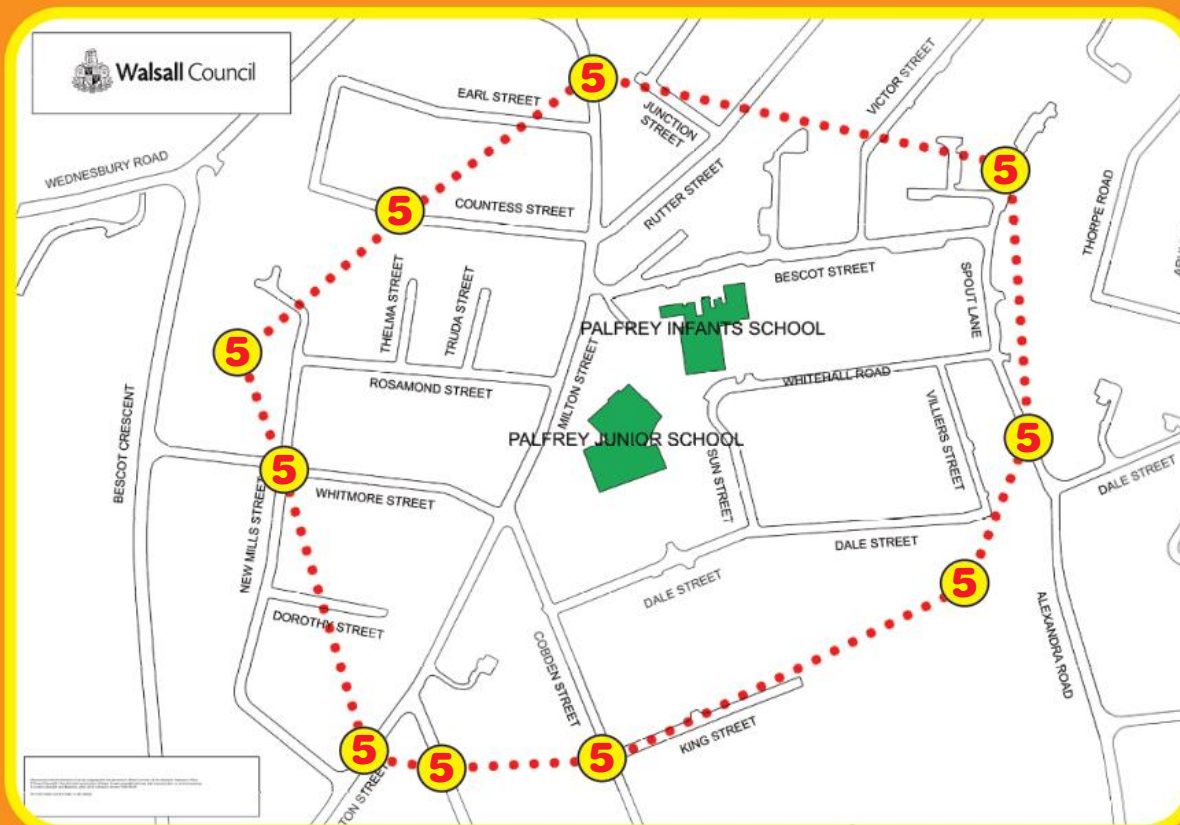 Walsall Council
EARL STREET
5
JUNCTION
STREET
VICTOR STREET
WEDNESBURY ROAD
5
THORPE ROAD
5
COUNTESS STREET
RUTTER STREET
BESCOT STREET
SPOUT LANE
THELMA STREET
TRUDA STREET
PALFREY INFANTS SCHOOL
5
ROSAMOND STREET
MILTON STREET
WHITEHALL ROAD
VILLIERS STREET
BESCOT CRESCENT
PALFREY JUNIOR SCHOOL
5
5
SUN STREET
DALE STREET
WHITMORE STREET
NEW MILLS STREET
DALE STREET
DALE STREET
5
DOROTHY STREET
COBDEN STREET
ALEXANDRA ROAD
KING STREET
5
5
5
TON STREET